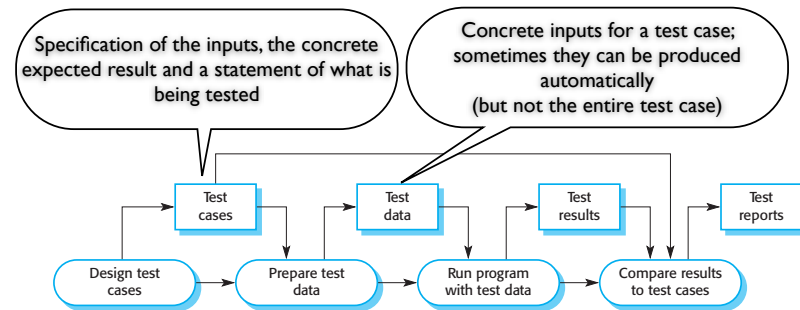 Specification of the inputs, the concrete
expected result and a statement of what is
being tested
Concrete inputs for a test case;
sometimes they can be produced
automatically
(but not the entire test case)
Test
cases
Test
data
Test
results
Test
reports
Design test
cases
Prepare test
data
Run program
with test data
Compare results
to test cases